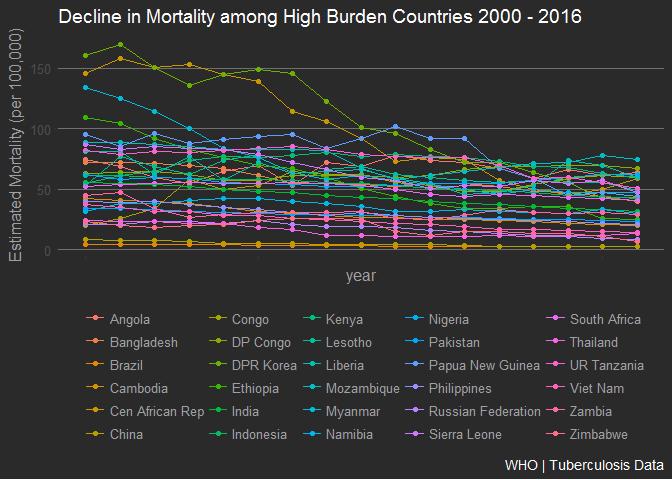 Decline in Mortality among High Burden Countries 2000 - 2016
Estimated Mortality (per 100,000)
150
100
50
0
year
Angola Congo Kenya Nigeria South Africa
Bangladesh DP Congo Lesotho Pakistan Thailand
Brazil DPR Korea Liberia Papua New Guinea UR Tanzania
Cambodia Ethiopia Mozambique Philippines Viet Nam
Cen African Rep India Myanmar Russian Federation Zambia
China Indonesia Namibia Sierra Leone Zimbabwe
WHO | Tuberculosis Data